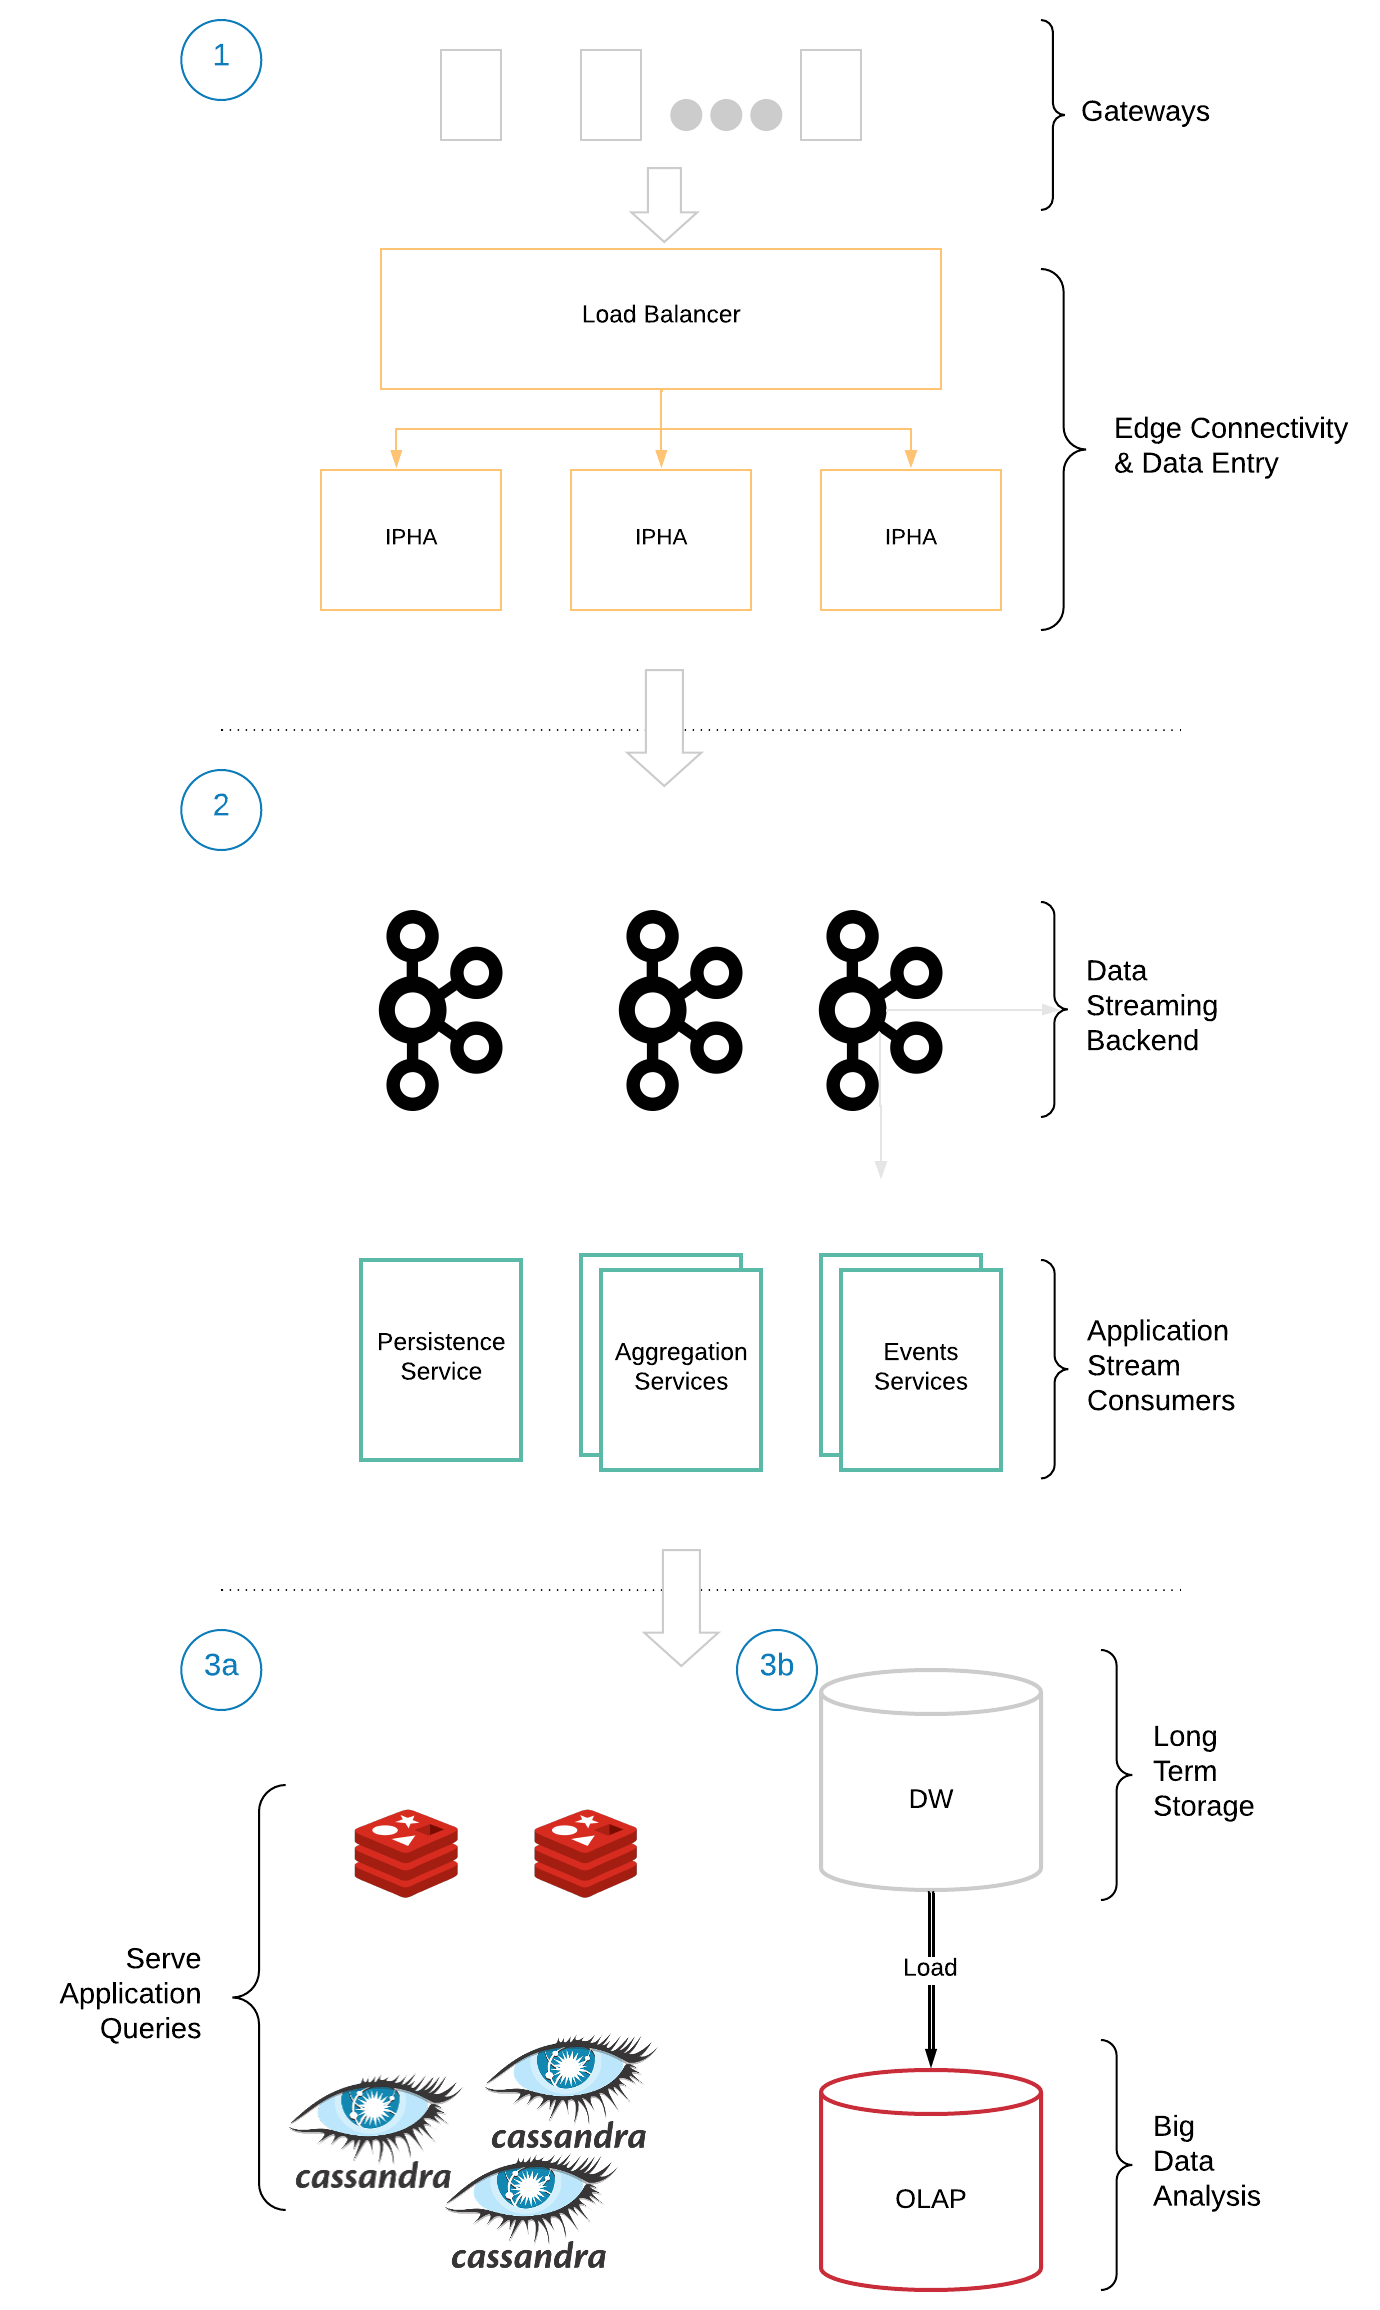 1
Gateways
Load Balancer
Edge Connectivity
& Data Entry
IPHA
IPHA
IPHA
2
Data
Streaming
Backend
Persistence
Service
Aggregation
Services
Events
Services
Application
Stream
Consumers
3a
3b
DW
Long
Term
Storage
Load
Serve
Application
Queries
cassandra
cassandra
cassandra
OLAP
Big
Data
Analysis